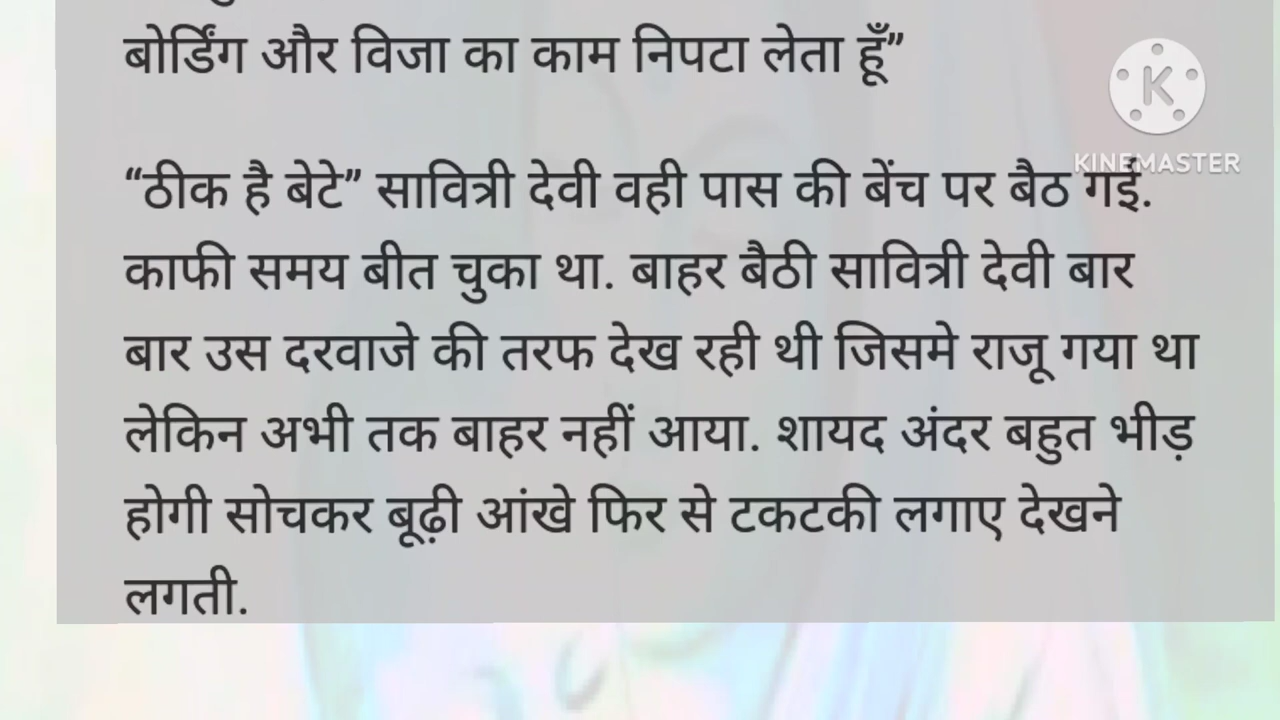 बोर्डिंग और विजा का काम निपटा लेता हूँ”
KINEMASTER
“ठीक है बेटे” सावित्री देवी वही पास की बेंच पर बैठ गई.
काफी समय बीत चुका था. बाहर बैठी सावित्री देवी बार
बार उस दरवाजे की तरफ देख रही थी जिसमे राजू गया था
लेकिन अभी तक बाहर नहीं आया. शायद अंदर बहुत भीड़
होगी सोचकर बूढ़ी आंखे फिर से टकटकी लगाए देखने
लगती.